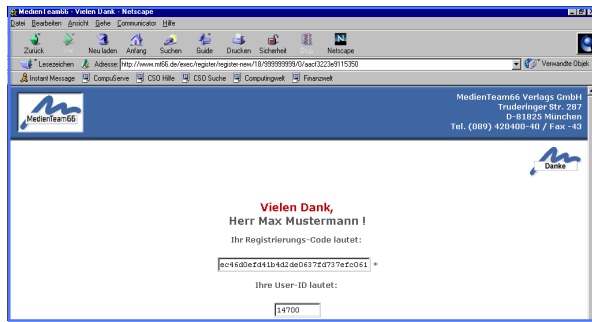 MedienTeam66 - Vielen Dank - Netscape
Datei Bearbeiten Ansicht Gehe Communicator Hilfe
Zurück Vor Neu laden Anfang Suchen Guide Drucken Sicherheit Stop Netscape
Lesezeichen Adresse: http://www.mt66.de/exec/register/register-new/18/999999999/0/aacf3223e9115350 Verwandte Objek
Instant Message CompuServe CSO Hilfe CSO Suche Computingwelt Finanzwelt
MedienTeam66
MedienTeam66 Verlags GmbH
Truderinger Str. 287
D-81825 München
Tel. (089) 420400-40 / Fax -43
Danke
Vielen Dank,
Herr Max Mustermann !
Ihr Registrierungs-Code lautet:
ec46d0efd41b4d2de0637fd737efc061 *
Ihre User-ID lautet:
14700